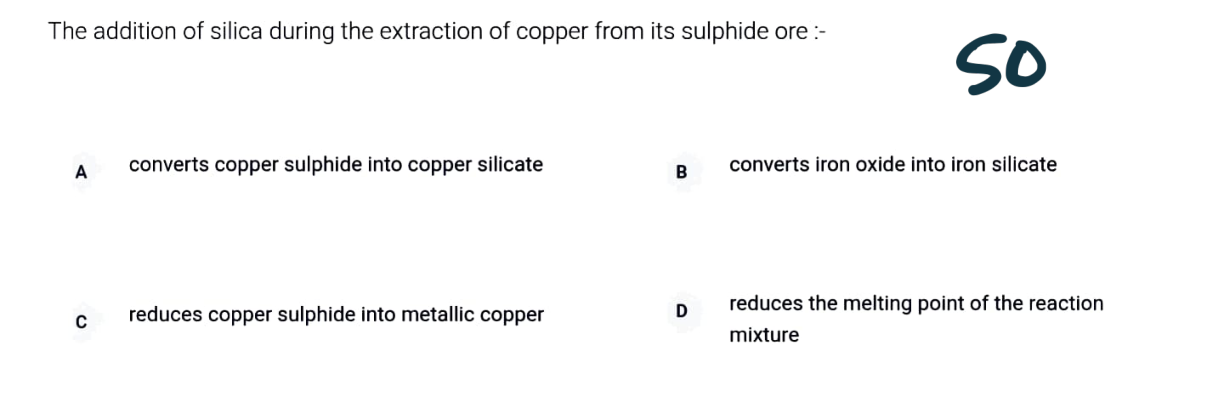 The addition of silica during the extraction of copper from its sulphide ore :-
SO
A converts copper sulphide into copper silicate
B converts iron oxide into iron silicate
C reduces copper sulphide into metallic copper
D reduces the melting point of the reaction
mixture